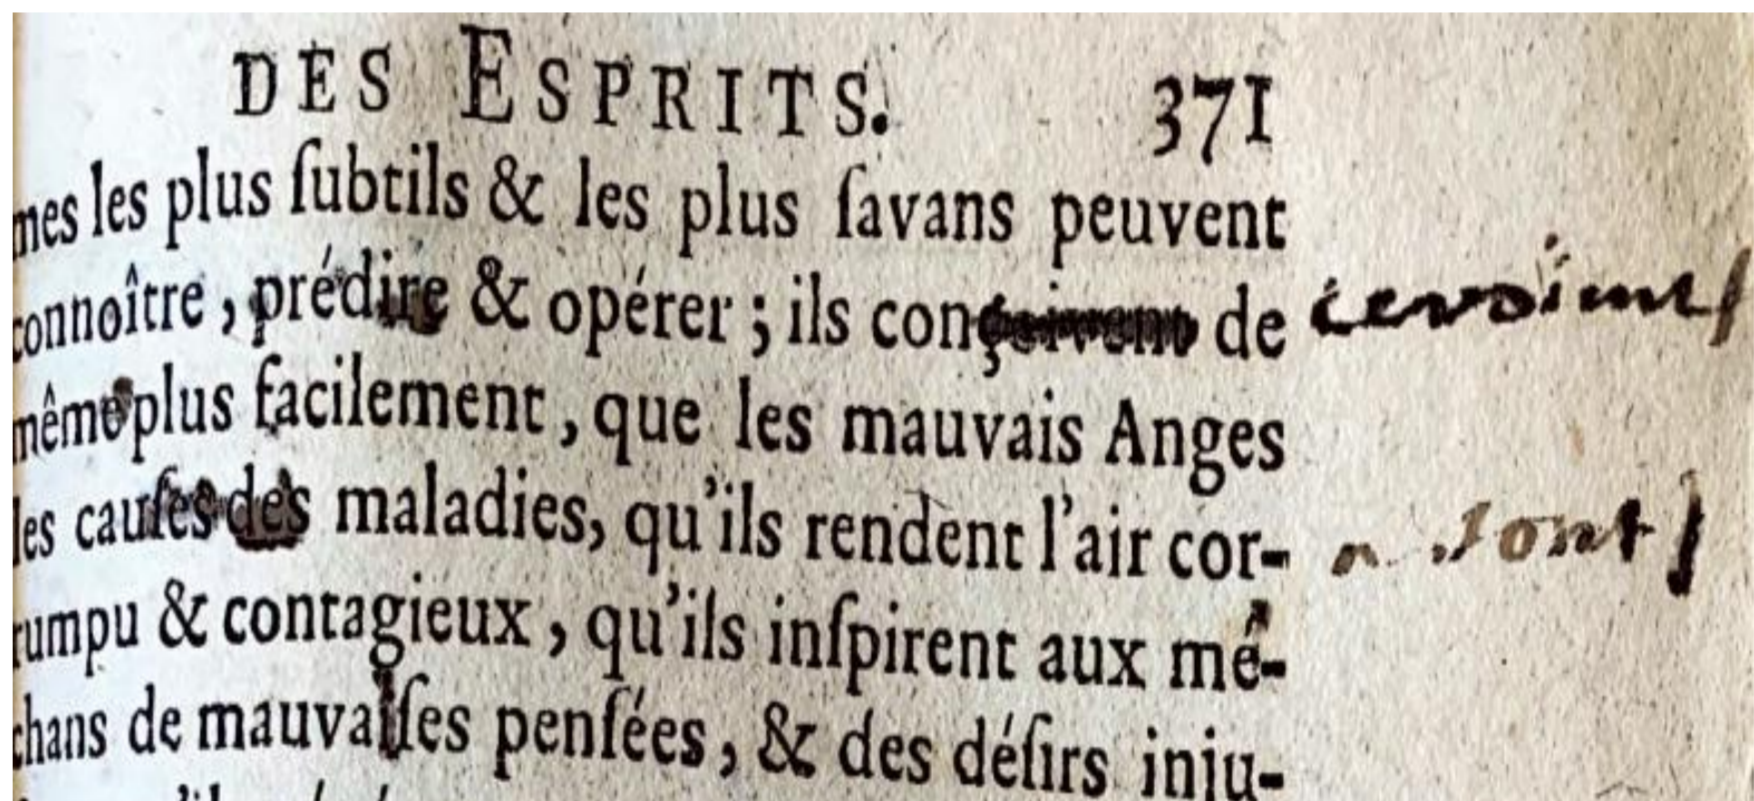 DES ESPRITS. 371
mes les plus ſubtils & les plus ſavans peuvent
connoître, prédire & opérer; ils conçoivent de
même plus facilement, que les mauvais Anges
les cauſes des maladies, qu'ils rendent l'air cor-
ſont
rumpu & contagieux, qu'ils inſpirent aux mé-
chans de mauvaiſes penſées, & des déſirs inju-